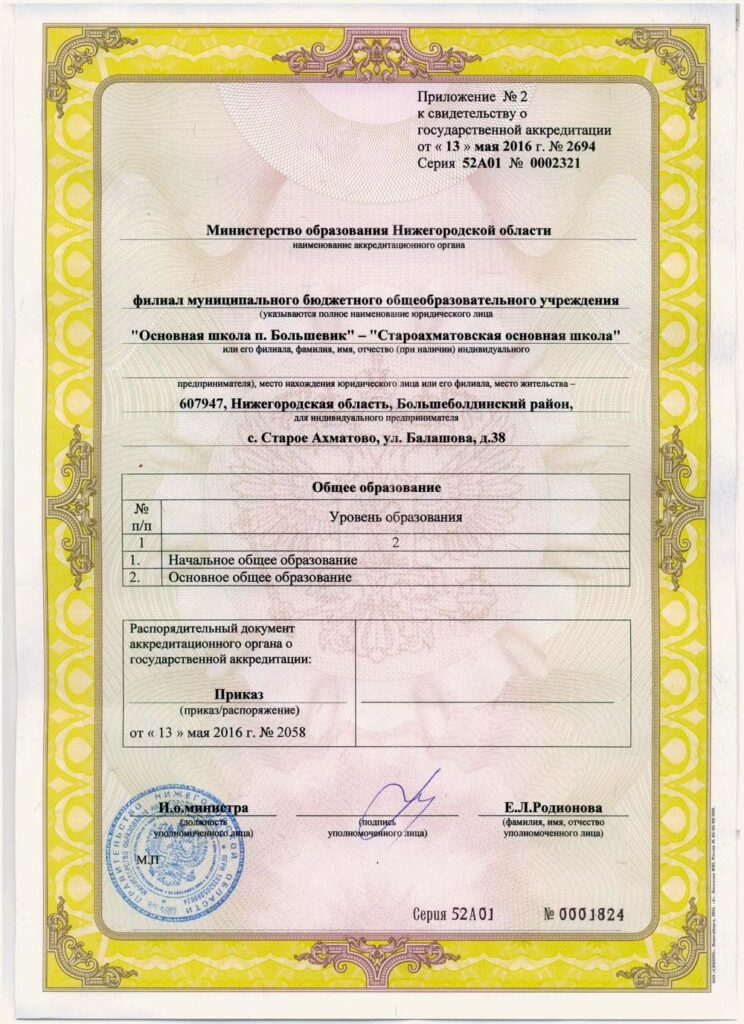 Приложение № 2
к свидетельству о
государственной аккредитации
от « 13 » мая 2016 г. № 2694
Серия 52А01 № 0002321
Министерство образования Нижегородской области
наименование аккредитационного органа
филиал муниципального бюджетного общеобразовательного учреждения
(указываются полное наименование юридического лица
"Основная школа п. Большевик" – "Староахматовская основная школа"
или его филиала, фамилия, имя, отчество (при наличии) индивидуального
предпринимателя), место нахождения юридического лица или его филиала, место жительства –
607947, Нижегородская область, Большеболдинский район,
для индивидуального предпринимателя
с. Старое Ахматово, ул. Балашова, д.38
Общее образование
№ п/п
Уровень образования
1 2
1. Начальное общее образование
2. Основное общее образование
Распорядительный документ
аккредитационного органа о
государственной аккредитации:
Приказ
(приказ/распоряжение)
от « 13 » мая 2016 г. № 2058
И.о.министра Е.Л.Родионова
(должность (подпись (фамилия, имя, отчество
уполномоченного лица) уполномоченного лица) уполномоченного лица)
М.П
ПРАВИТЕЛЬСТВО НИЖЕГОРОДСКОЙ ОБЛАСТИ
Серия 52А01 № 0001824